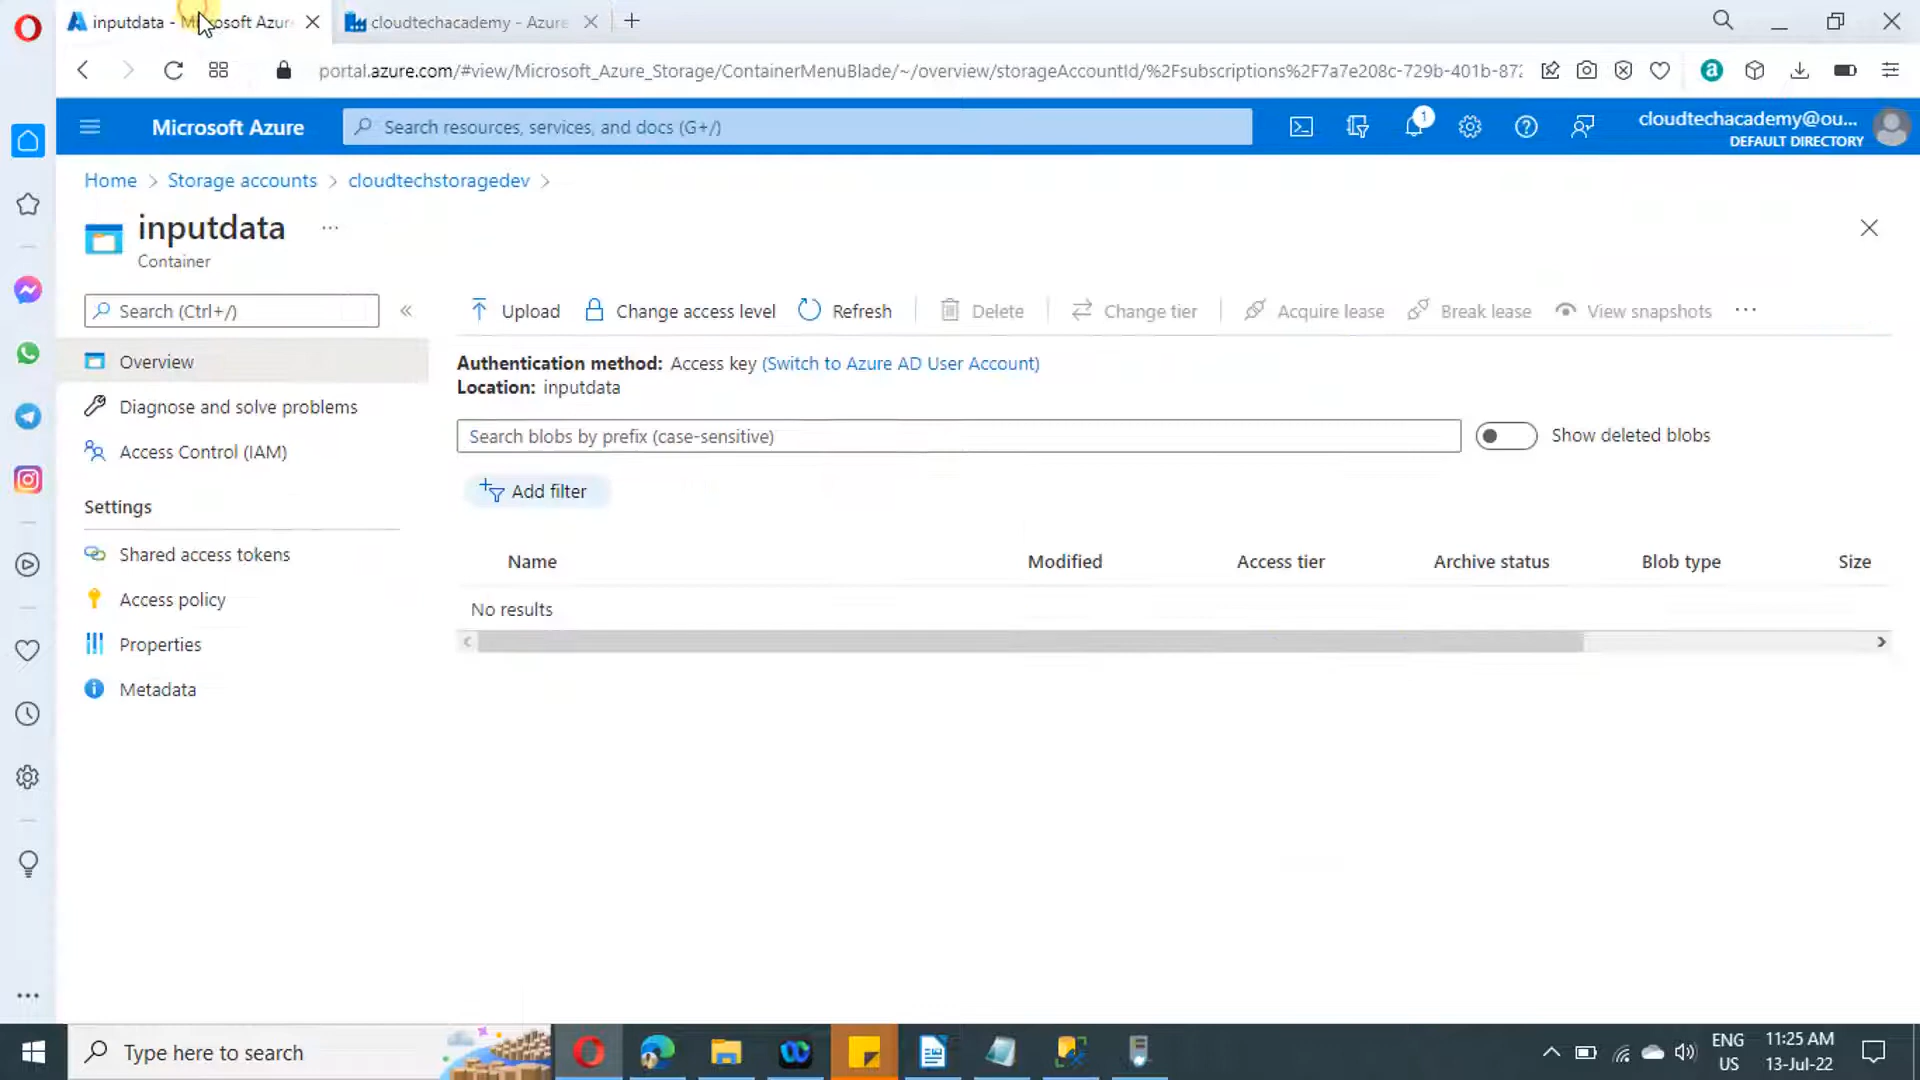 inputdata - Microsoft Azur
cloudtechacademy - Azure
portal.azure.com/#view/Microsoft_Azure_Storage/ContainerMenuBlade/~/overview/storageAccountId/%2Fsubscriptions%2F7a7e208c-729b-401b-872
Microsoft Azure
Search resources, services, and docs (G+/)
1
cloudtechacademy@ou...
DEFAULT DIRECTORY
Home > Storage accounts > cloudtechstoragedev >
inputdata ...
Container
Search (Ctrl+/)
«
Upload
Change access level
Refresh
Delete
Change tier
Acquire lease
Break lease
View snapshots
...
Overview
Diagnose and solve problems
Access Control (IAM)
Settings
Shared access tokens
Access policy
Properties
Metadata
Authentication method: Access key (Switch to Azure AD User Account)
Location: inputdata
Search blobs by prefix (case-sensitive)
Show deleted blobs
Add filter
Name Modified Access tier Archive status Blob type Size
No results
Type here to search
ENG
US
11:25 AM
13-Jul-22